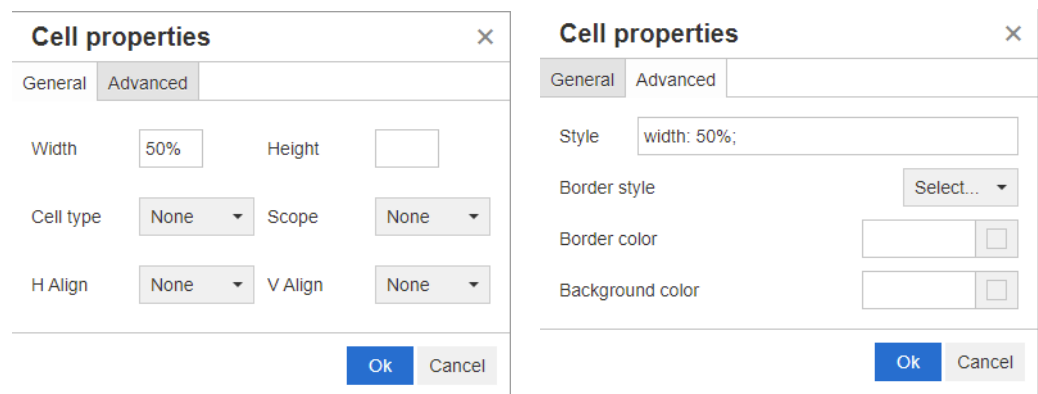 Cell properties ×
General Advanced
Width 50% Height
Cell type None Scope None
H Align None V Align None
Ok Cancel
Cell properties ×
General Advanced
Style width: 50%;
Border style Select...
Border color
Background color
Ok Cancel